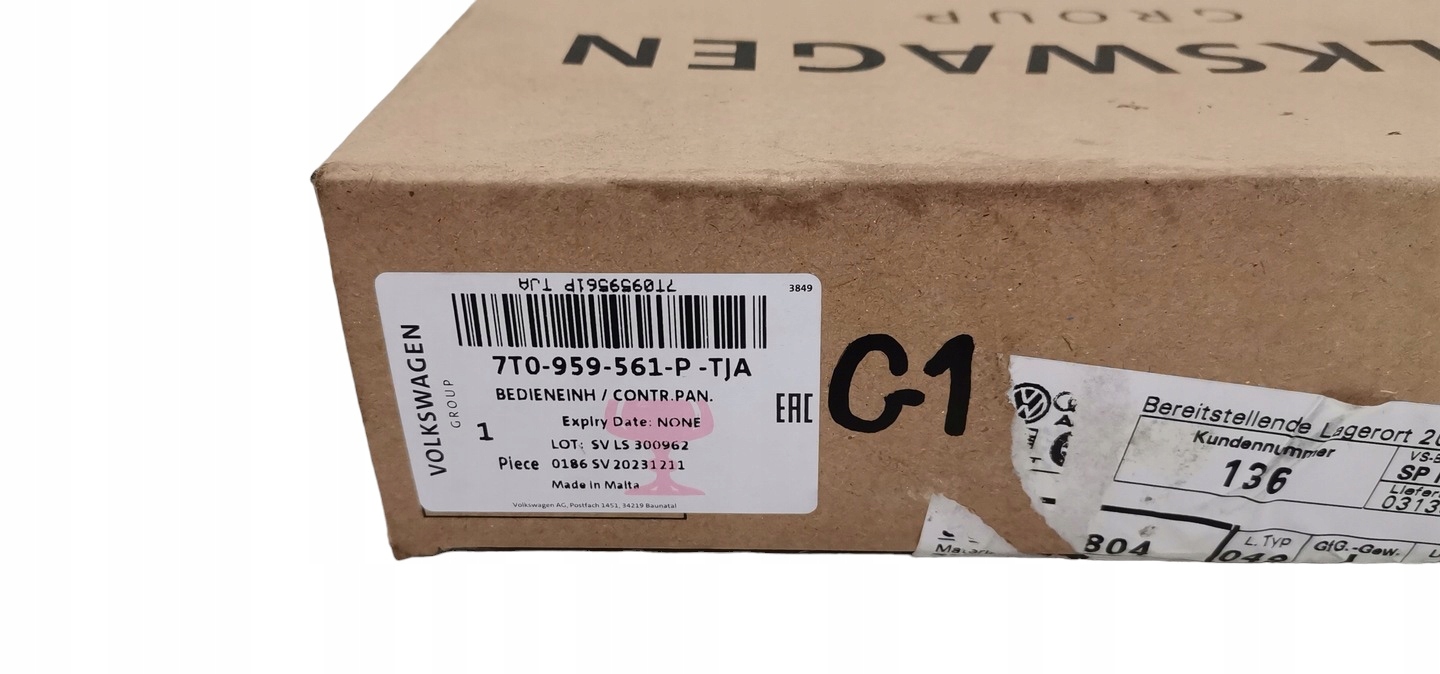 GROUP
LKSWAGEN
7T0959561P TJA
3849
7T0-959-561-P -TJA
BEDIENEINH / CONTR.PAN.
EAC
Expiry Date: NONE
1
LOT: SV LS 300962
Piece 0186 SV 20231211
Made in Malta
Volkswagen AG, Postfach 1451, 34219 Baunatal
VOLKSWAGEN
GROUP
G1
Bereitstellende Lagerort
Kundennummer
136
SP
0313
804
L.TYP
GtG.-Gew.